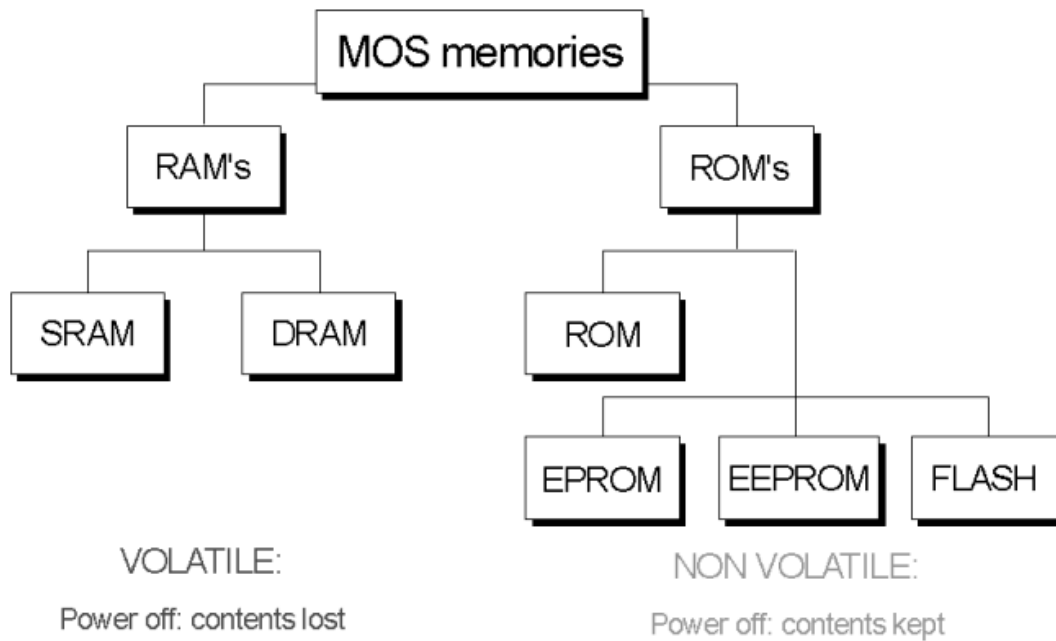 MOS memories
RAM's
ROM's
SRAM
DRAM
ROM
EPROM
EEPROM
FLASH
VOLATILE:
Power off: contents lost
NON VOLATILE:
Power off: contents kept